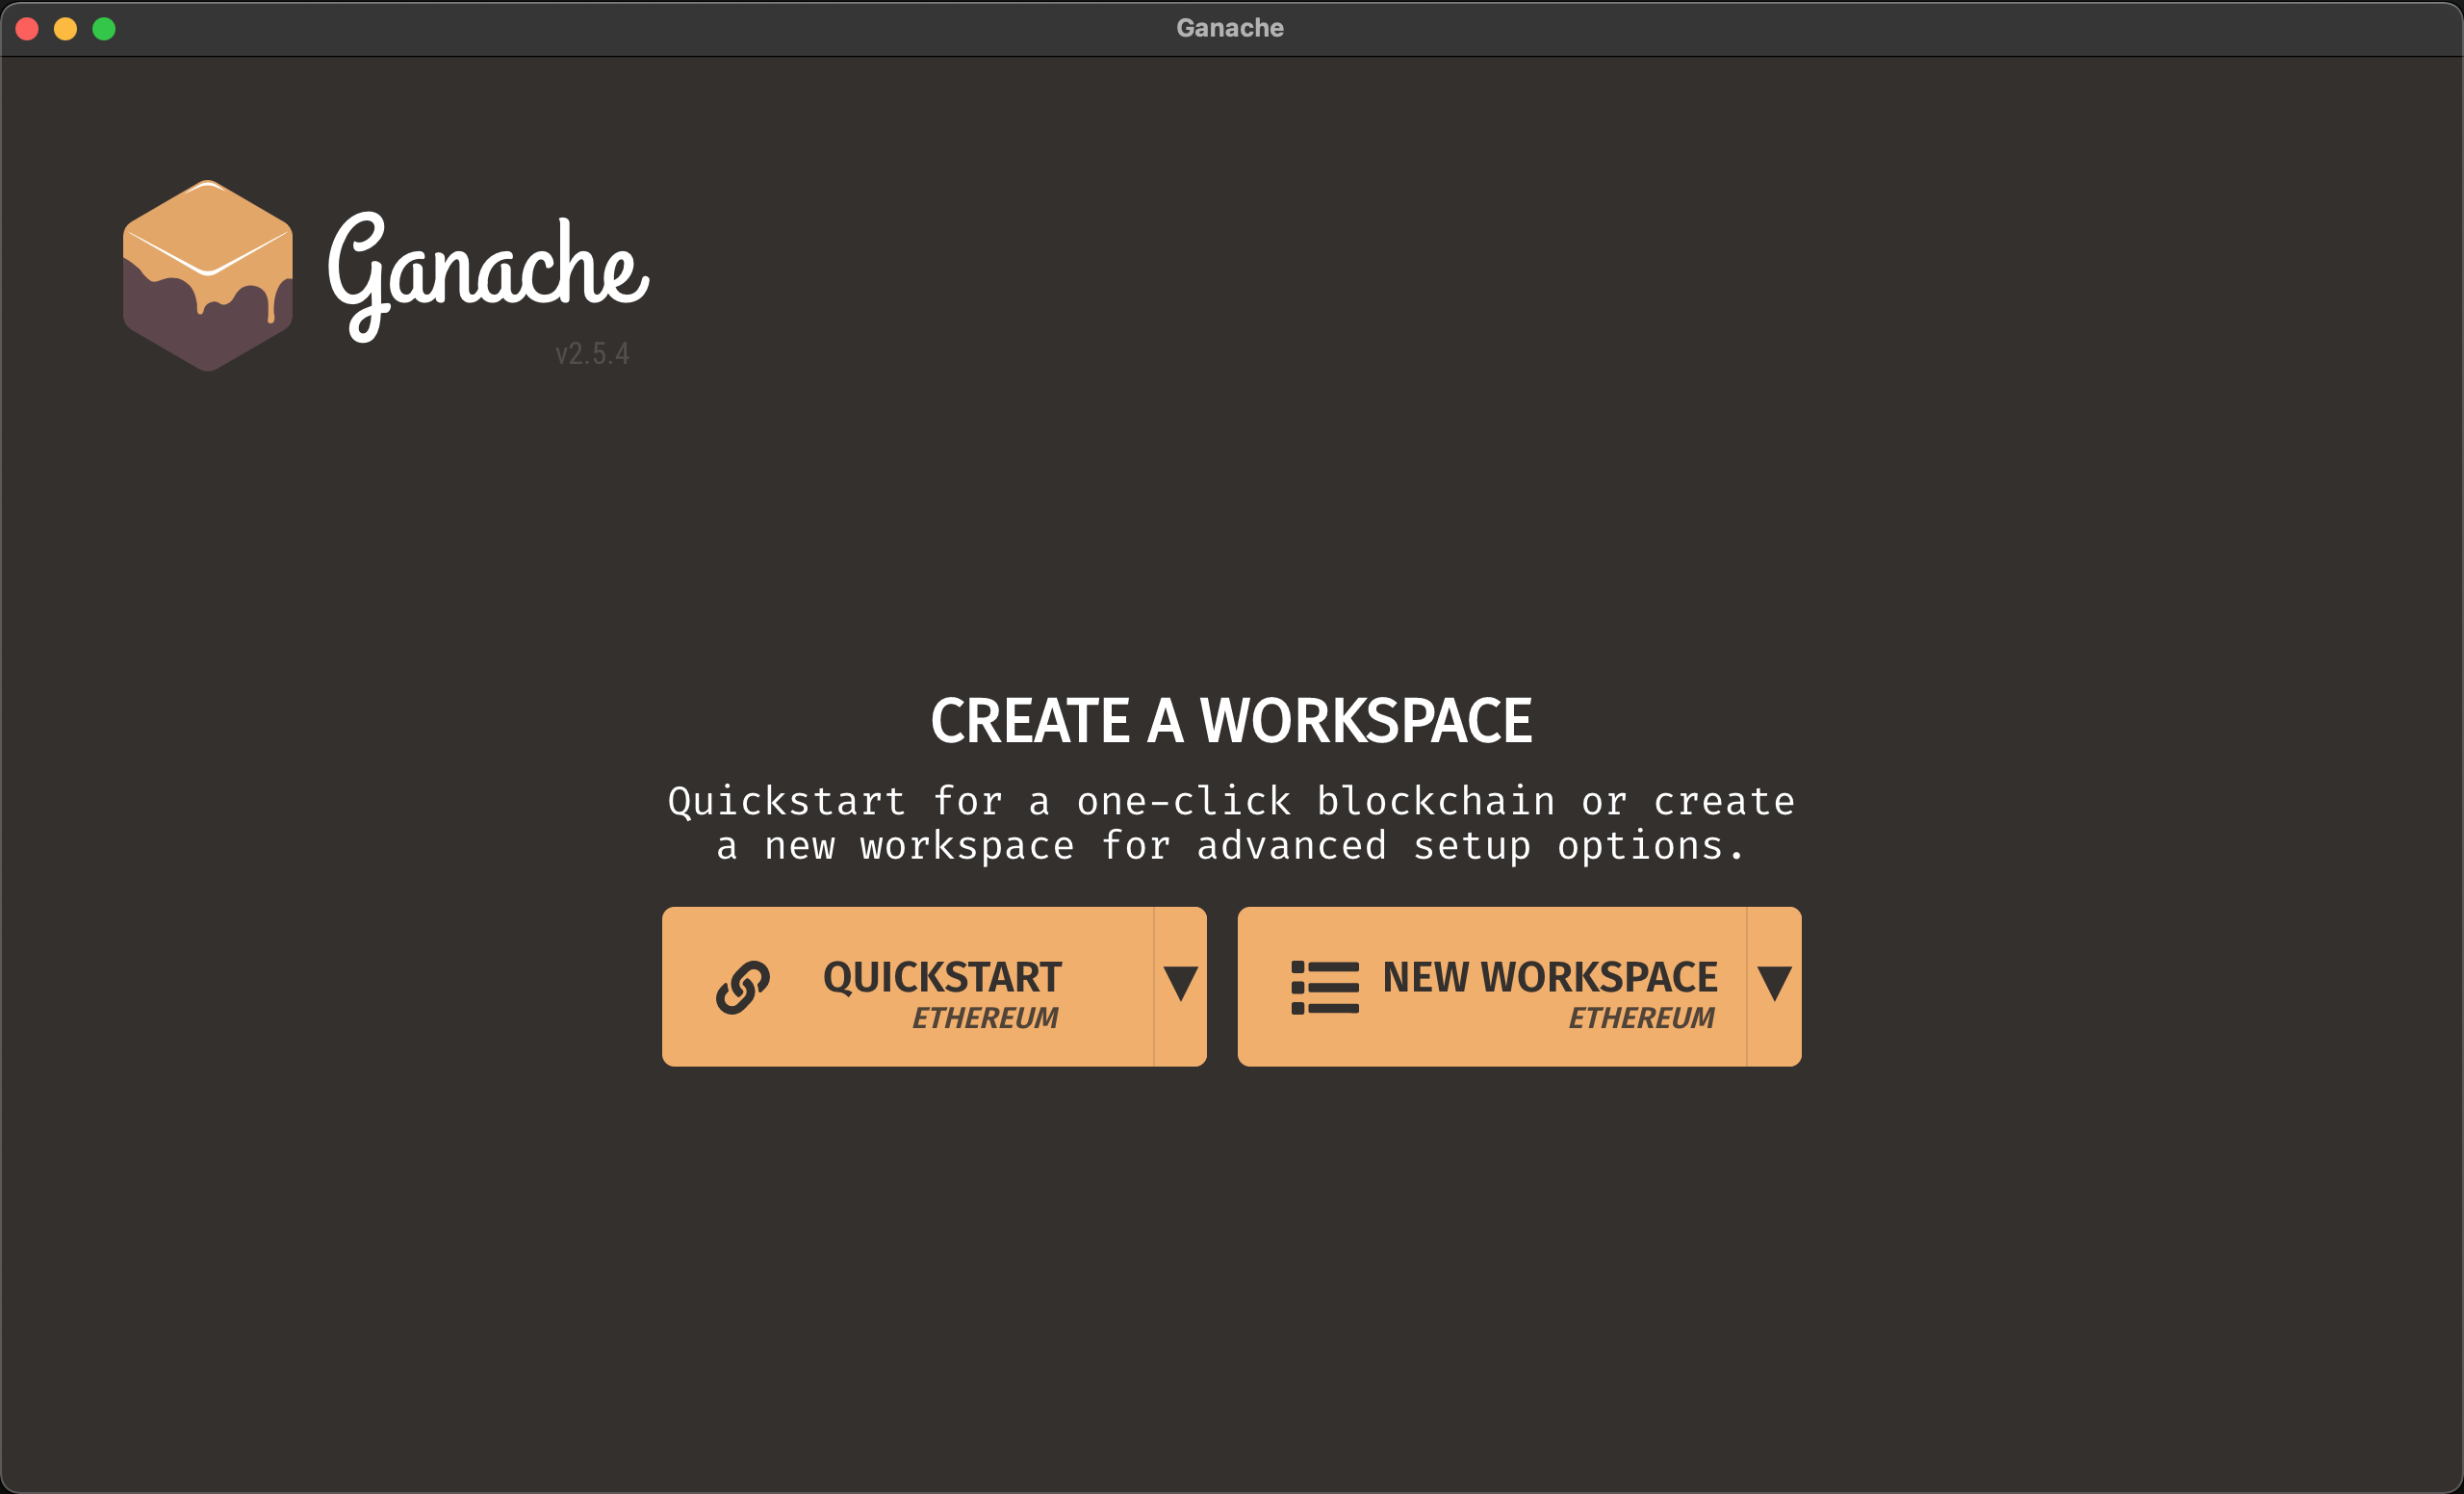 Ganache
Ganache
v2.5.4
CREATE A WORKSPACE
Quickstart for a one-click blockchain or create
a new workspace for advanced setup options.
QUICKSTART
ETHEREUM
NEW WORKSPACE
ETHEREUM